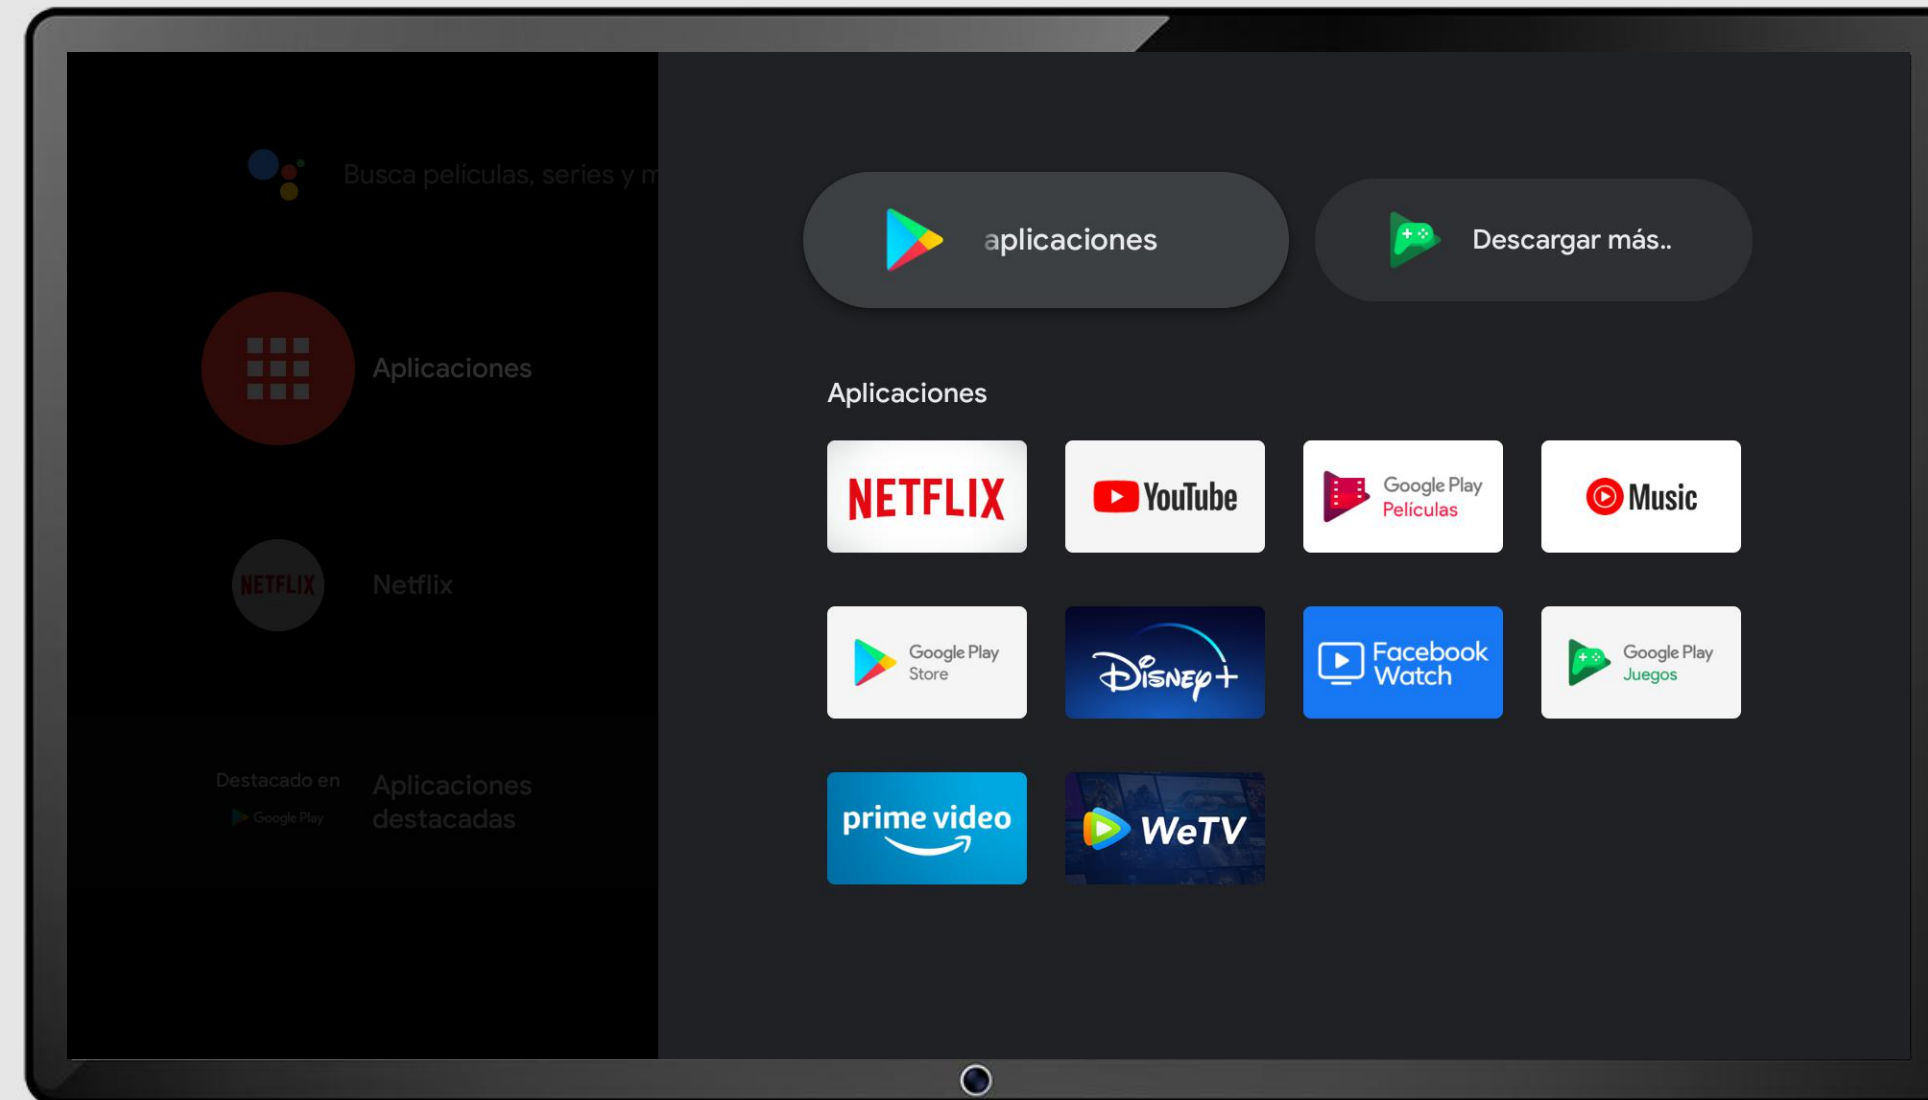 Busca películas, series y m
aplicaciones
Descargar más..
Aplicaciones
Netflix
NETFLIX
Destacado en
Google Play
Aplicaciones
destacadas
Aplicaciones
NETFLIX
YouTube
Google Play
Películas
Music
Google Play
Store
Disney+
Facebook
Watch
Google Play
Juegos
prime video
WeTV